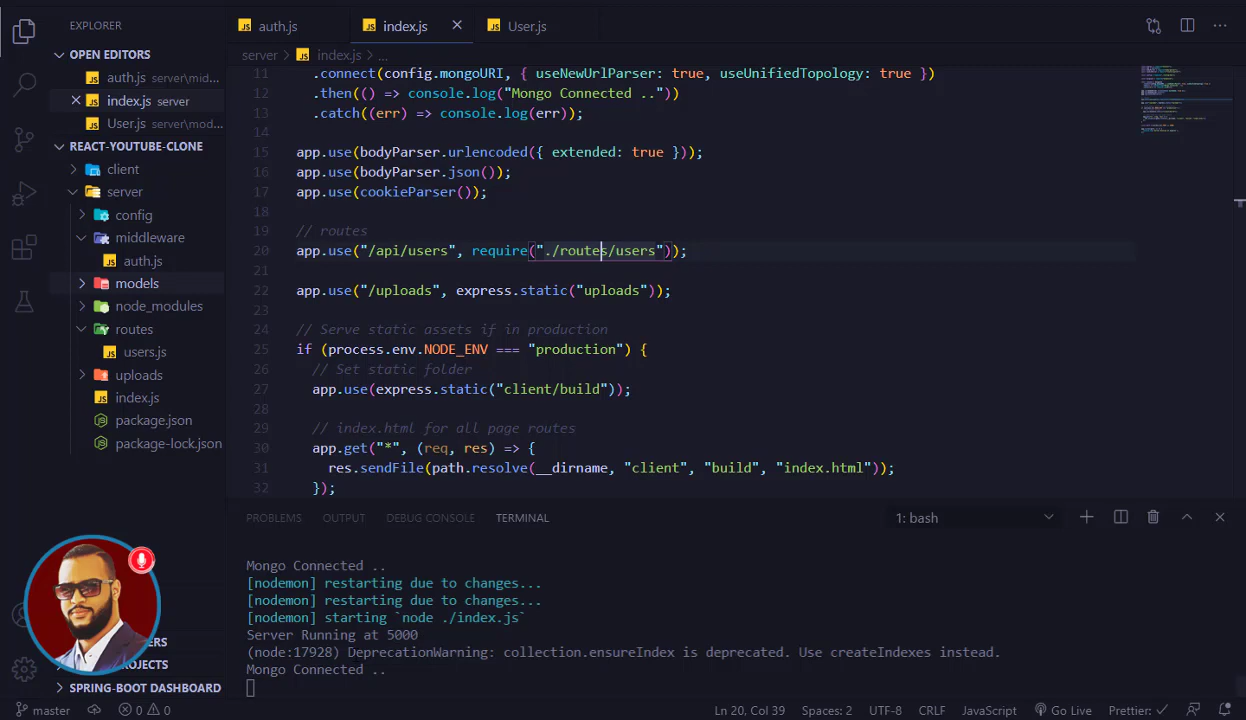 EXPLORER
OPEN EDITORS
auth.js server\mid...
index.js server
User.js server\mod...
REACT-YOUTUBE-CLONE
client
server
config
middleware
auth.js
models
node_modules
routes
users.js
uploads
index.js
package.json
package-lock.json
SPRING-BOOT DASHBOARD
auth.js
index.js
User.js
server > index.js > ...
11 .connect(config.mongoURI, { useNewUrlParser: true, useUnifiedTopology: true })
12 .then(() => console.log("Mongo Connected .."))
13 .catch((err) => console.log(err));
14
15 app.use(bodyParser.urlencoded({ extended: true }));
16 app.use(bodyParser.json());
17 app.use(cookieParser());
18
19 // routes
20 app.use("/api/users", require("./routes/users"));
21
22 app.use("/uploads", express.static("uploads"));
23
24 // Serve static assets if in production
25 if (process.env.NODE_ENV === "production") {
26 // Set static folder
27 app.use(express.static("client/build"));
28
29 // index.html for all page routes
30 app.get("*", (req, res) => {
31 res.sendFile(path.resolve(__dirname, "client", "build", "index.html"));
32 });
PROBLEMS OUTPUT DEBUG CONSOLE TERMINAL 1: bash
Mongo Connected ..
[nodemon] restarting due to changes...
[nodemon] restarting due to changes...
[nodemon] starting `node ./index.js`
Server Running at 5000
(node:17928) DeprecationWarning: collection.ensureIndex is deprecated. Use createIndexes instead.
Mongo Connected ..
master 0 0 Ln 20, Col 39 Spaces: 2 UTF-8 CRLF JavaScript Go Live Prettier: ✓